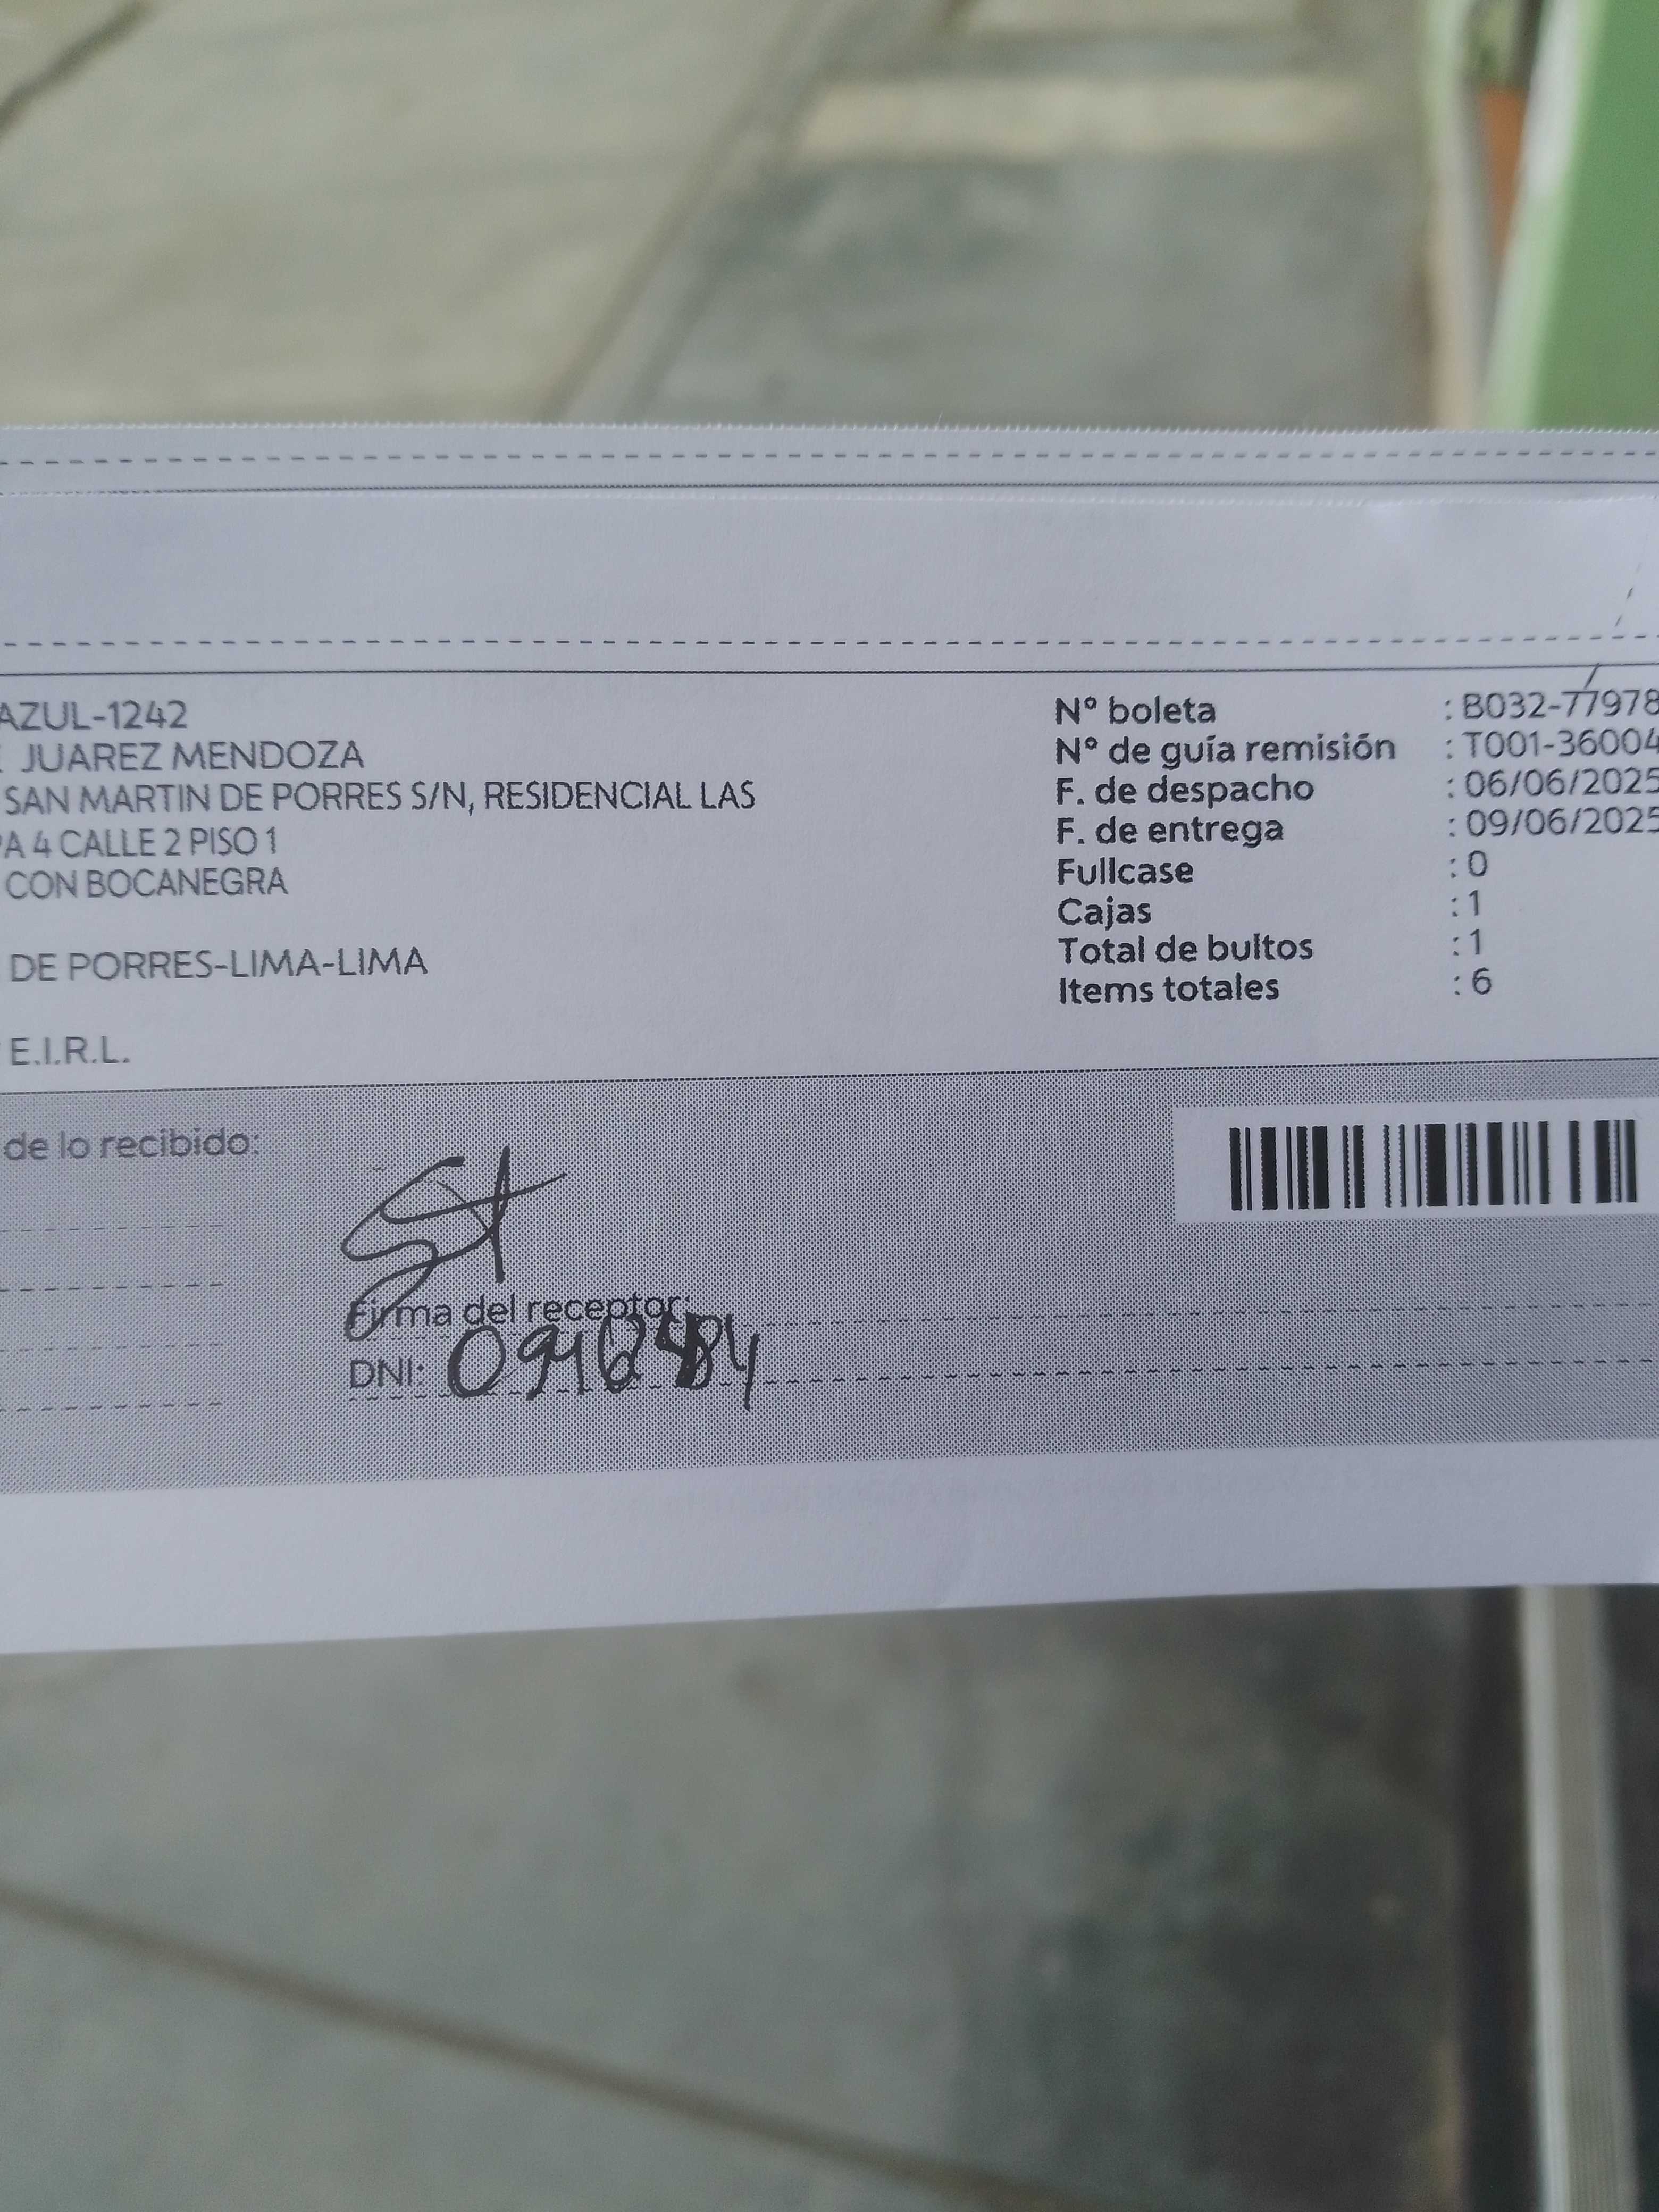 AZUL-1242
JUAREZ MENDOZA
SAN MARTIN DE PORRES S/N, RESIDENCIAL LAS
PA 4 CALLE 2 PISO 1
CON BOCANEGRA
DE PORRES-LIMA-LIMA
E.I.R.L.
Nº boleta : B032-77978
Nº de guía remisión : T001-36004
F. de despacho : 06/06/2025
F. de entrega : 09/06/2025
Fullcase : 0
Cajas : 1
Total de bultos : 1
Items totales : 6
de lo recibido:
Firma del receptor:
DNI: